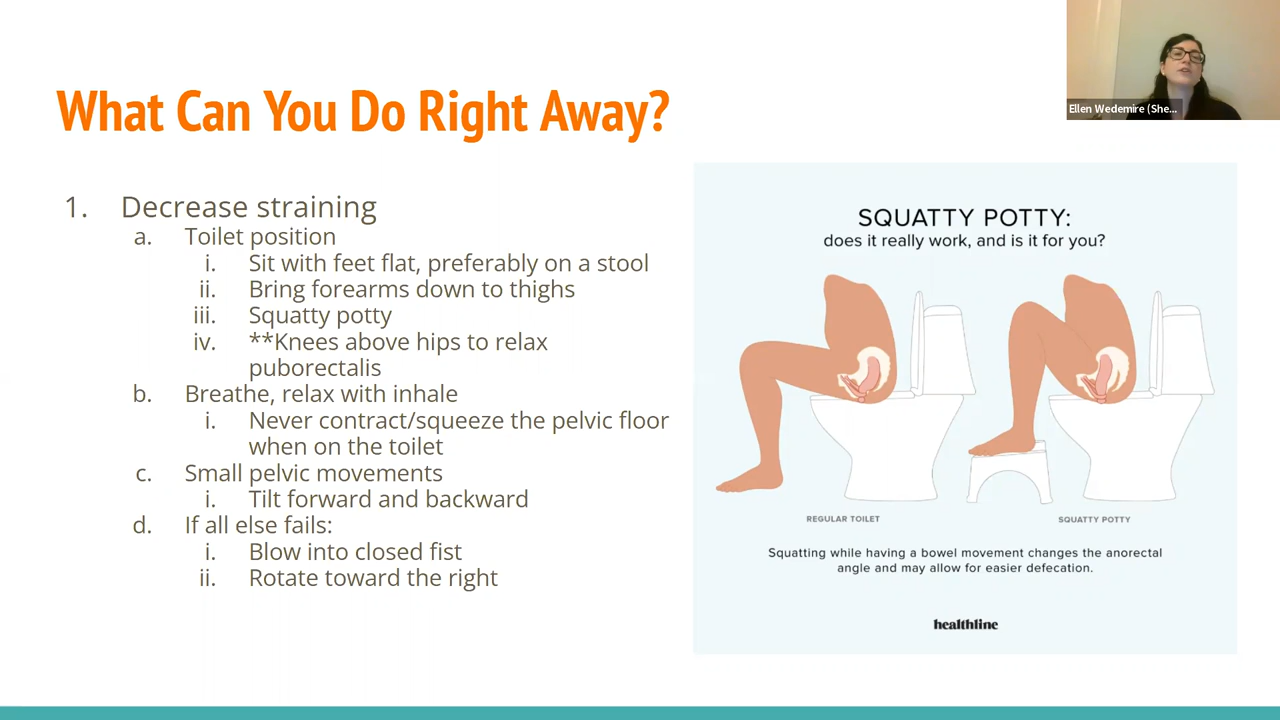 What Can You Do Right Away?
Ellen Wedemire (She...
1. Decrease straining
a. Toilet position
i. Sit with feet flat, preferably on a stool
ii. Bring forearms down to thighs
iii. Squatty potty
iv. **Knees above hips to relax
puborectalis
b. Breathe, relax with inhale
i. Never contract/squeeze the pelvic floor
when on the toilet
c. Small pelvic movements
i. Tilt forward and backward
d. If all else fails:
i. Blow into closed fist
ii. Rotate toward the right
SQUATTY POTTY:
does it really work, and is it for you?
REGULAR TOILET
SQUATTY POTTY
Squatting while having a bowel movement changes the anorectal
angle and may allow for easier defecation.
healthline